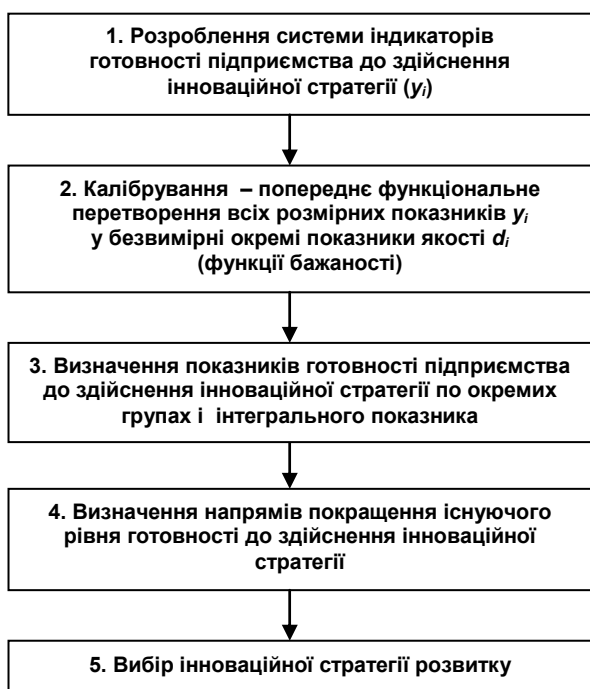 1. Розроблення системи індикаторів
готовності підприємства до здійснення
інноваційної стратегії (yi)
2. Калібрування – попереднє функціональне
перетворення всіх розмірних показників yi
у безвимірні окремі показники якості di
(функції бажаності)
3. Визначення показників готовності підприємства
до здійснення інноваційної стратегії по окремих
групах і інтегрального показника
4. Визначення напрямів покращення існуючого
рівня готовності до здійснення інноваційної
стратегії
5. Вибір інноваційної стратегії розвитку